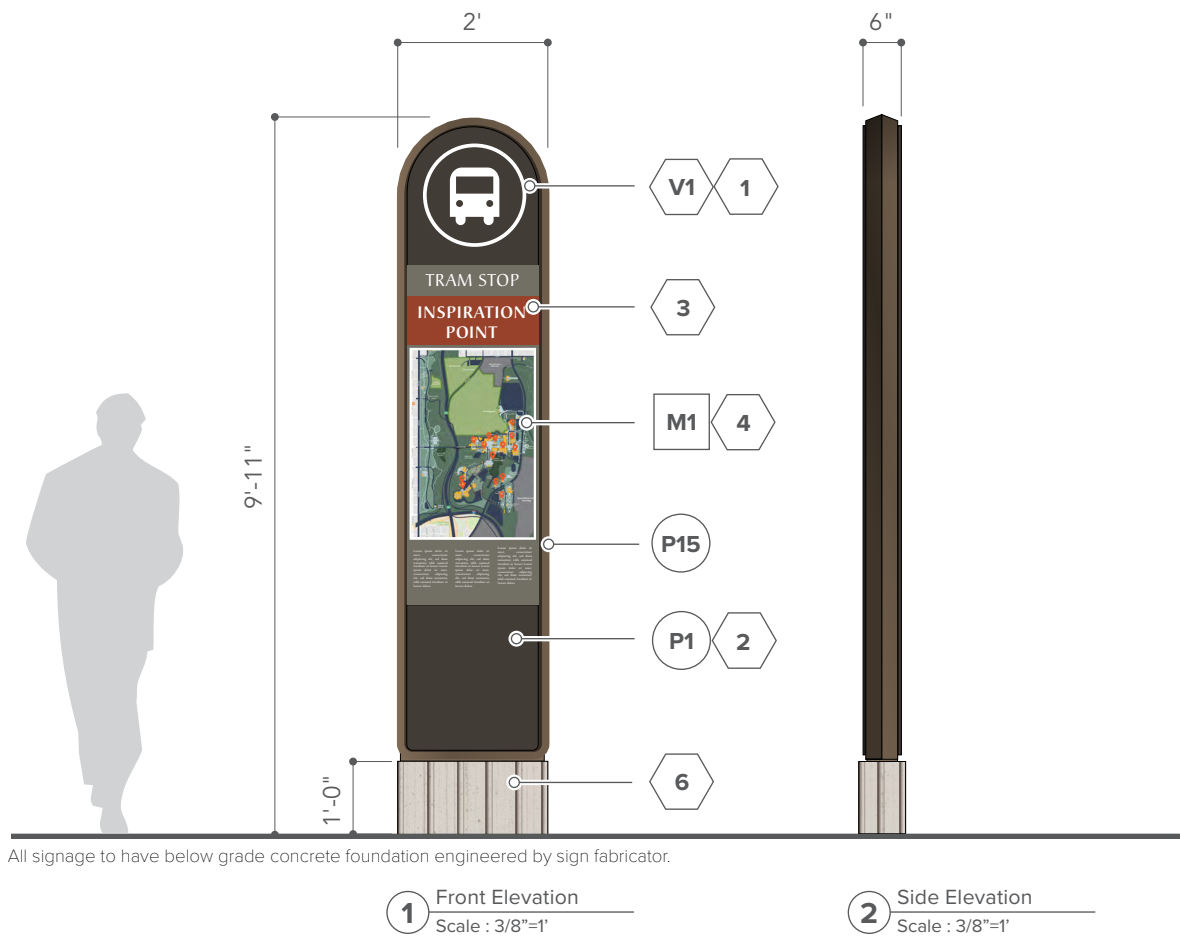 2'
6"
9'-11"
V1
1
TRAM STOP
INSPIRATION
POINT
3
M1
4
P15
P1
2
1'-0"
6
All signage to have below grade concrete foundation engineered by sign fabricator.
1
Front Elevation
Scale : 3/8”=1’
2
Side Elevation
Scale : 3/8”=1’